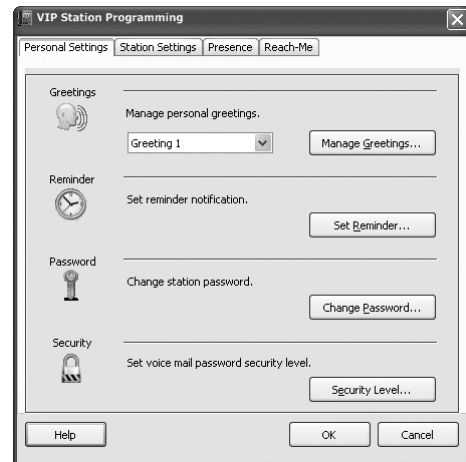 VIP Station Programming
Personal Settings Station Settings Presence Reach-Me
Greetings
Manage personal greetings.
Greeting 1 Manage Greetings...
Reminder
Set reminder notification.
Set Reminder...
Password
Change station password.
Change Password...
Security
Set voice mail password security level.
Security Level...
Help OK Cancel